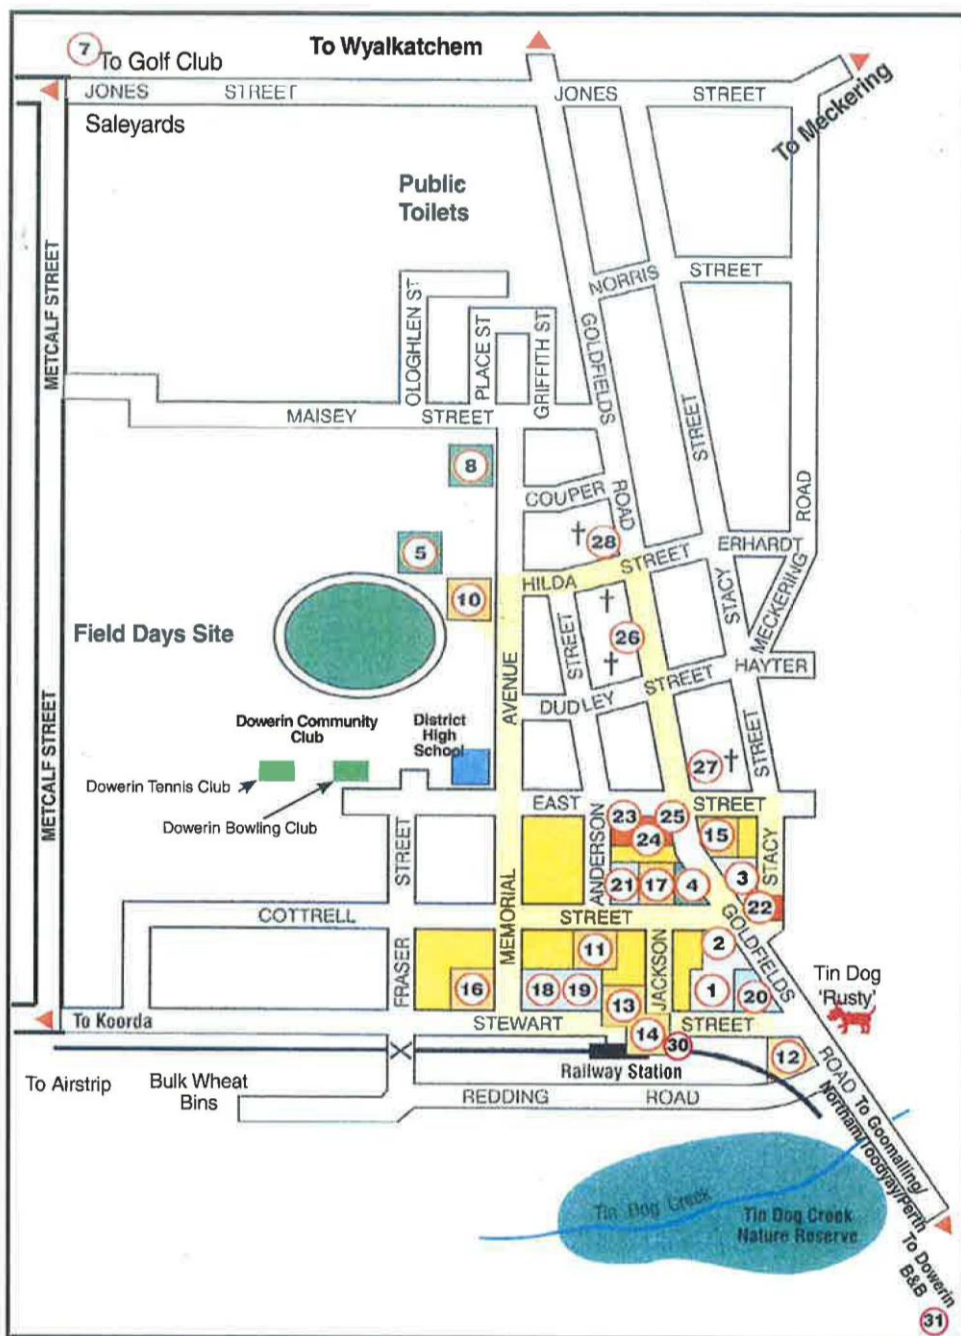 7
To Golf Club
To Wyalkatchem
JONES STREET
JONES STREET
To Meckering
Saleyards
Public
Toilets
METCALF STREET
NORRIS STREET
OLOGHLEN ST
PLACE ST
GRIFFITH ST
GOLDFIELDS ROAD
STREET
MAISEY STREET
8
COUPER
ROAD
28
5
STREET
ERHARDT
HILDA
10
STACY
MECKERING
Field Days Site
26
STREET
AVENUE
STREET
HAYTER
DUDLEY
Dowerin Community
Club
District
High
School
27
STREET
Dowerin Tennis Club
Dowerin Bowling Club
METCALF STREET
EAST
STREET
23
25
24
15
ANDERSON
STREET
MEMORIAL
STACY
21
17
4
3
22
COTTRELL
STREET
GOLDFIELDS
FRASER
11
JACKSON
2
16
18
19
13
1
20
Tin Dog
'Rusty'
To Koorda
STEWART
STREET
14
30
12
ROAD
To Airstrip
Bulk Wheat
Bins
Railway Station
REDDING ROAD
To Goomalling/
Northam/Toodyay/Perth
Tin Dog Creek
Tin Dog Creek
Nature Reserve
To Dowerin
B&B
31